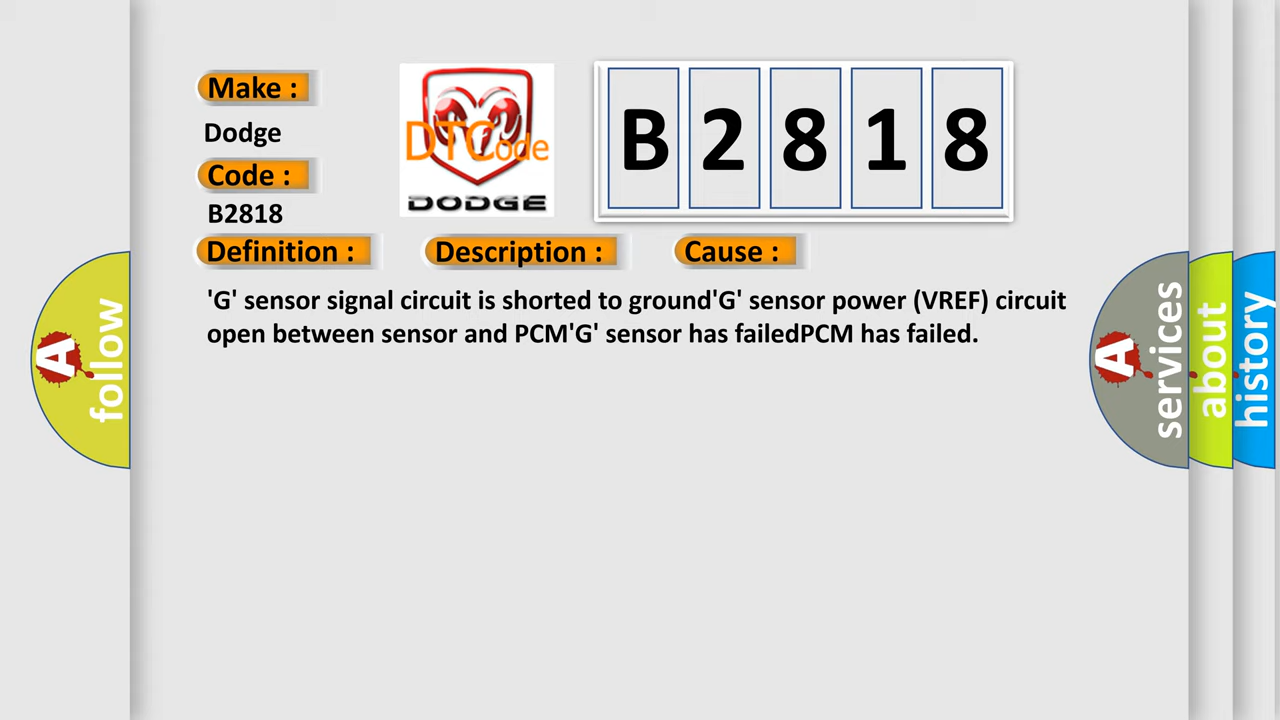 Make :
Dodge
Code :
B2818
DTCode
DODGE
B 2 8 1 8
Definition :
Description :
Cause :
'G' sensor signal circuit is shorted to ground'G' sensor power (VREF) circuit
open between sensor and PCM'G' sensor has failedPCM has failed.
A follow
A services
about
history